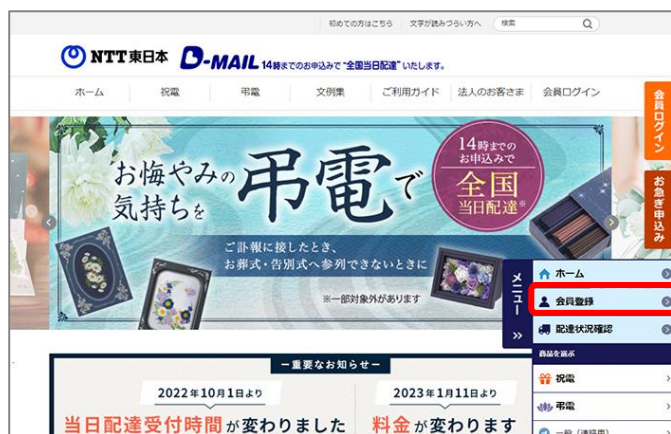 初めての方はこちら 文字が読みづらい方へ 検索
NTT東日本 D-MAIL 14時までのお申込みで“全国当日配達”いたします。
ホーム 祝電 弔電 文例集 ご利用ガイド 法人のお客さま 会員ログイン
会員ログイン
お急ぎ申込み
お悔やみの
気持ちを
弔電で
14時までの
お申込みで
全国
当日配達※
ご訃報に接したとき、
お葬式・告別式へ参列できないときに
※一部対象外があります
メニュー
ホーム
会員登録
配達状況確認
商品を選ぶ
祝電
弔電
一般（連絡用）
ー重要なお知らせー
2022年10月1日より
当日配達受付時間が変わりました
2023年1月11日より
料金が変わります